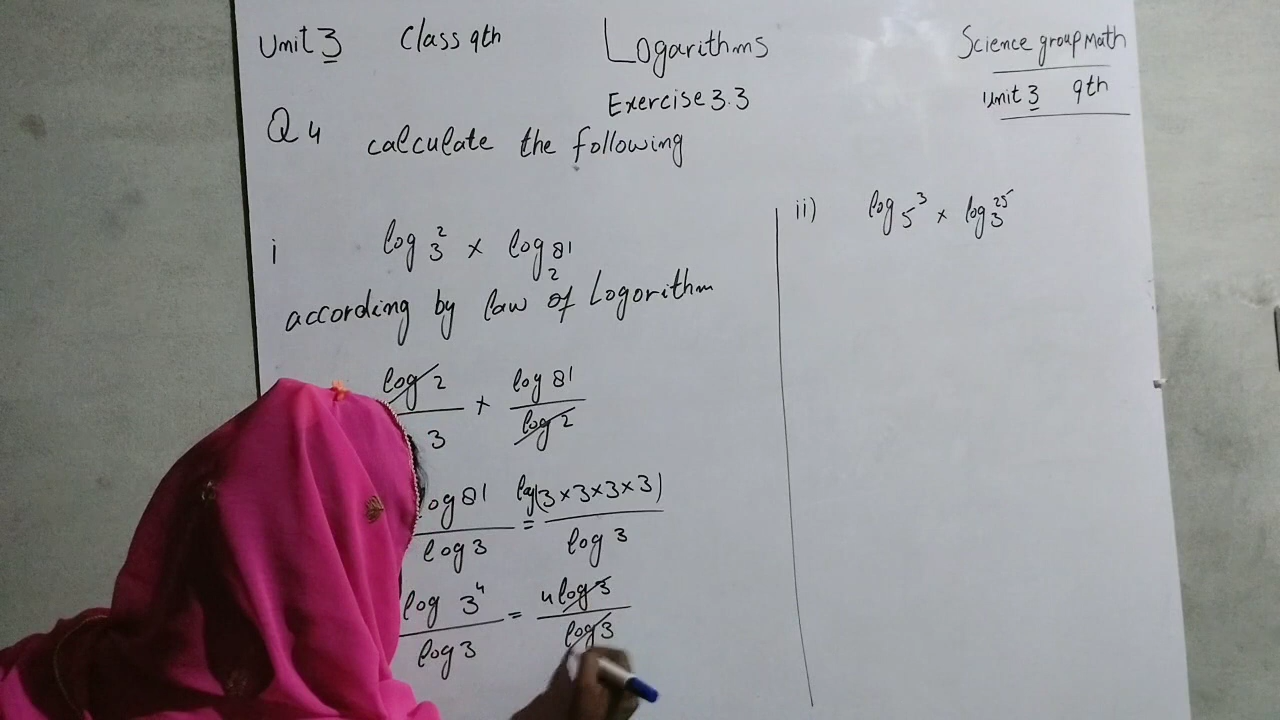 Unit 3 Class 9th Logarithms Science group Math
Exercise 3.3 Unit 3 9th
Q 4 calculate the following
i log₃² × log₂81
according by law of Logorithm
log 2 / 3 × log 81 / log 2
log 81 / log 3 = log(3×3×3×3) / log 3
log 3⁴ / log 3 = 4 log 3 / log 3
ii) log₅³ × log₃²⁵